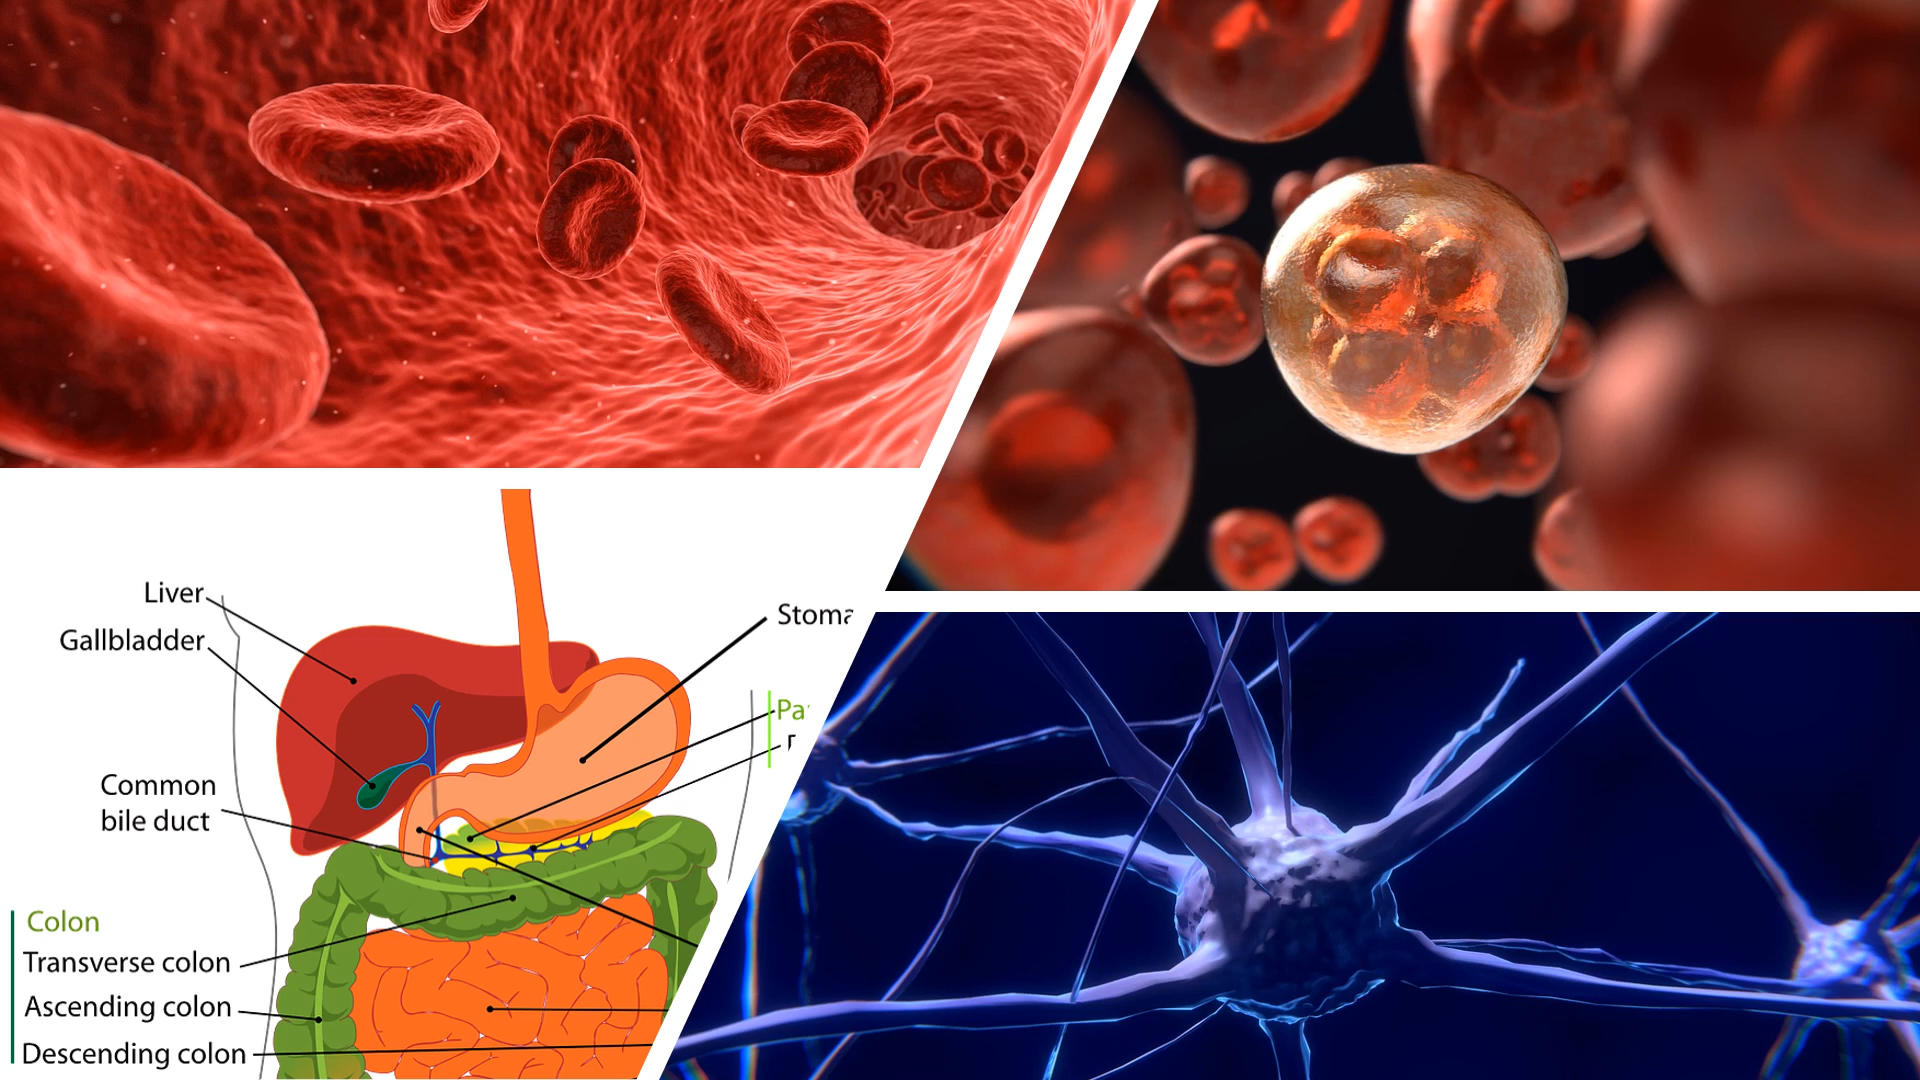 Liver
Gallbladder
Common
bile duct
Colon
Transverse colon
Ascending colon
Descending colon